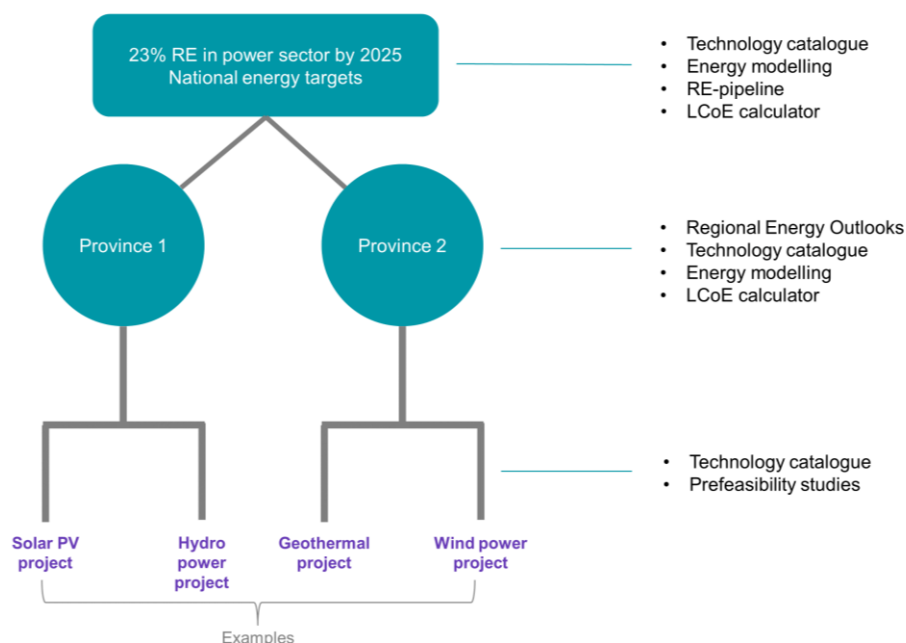 23% RE in power sector by 2025
National energy targets
• Technology catalogue
• Energy modelling
• RE-pipeline
• LCoE calculator
Province 1
Province 2
• Regional Energy Outlooks
• Technology catalogue
• Energy modelling
• LCoE calculator
• Technology catalogue
• Prefeasibility studies
Solar PV
project
Hydro
power
project
Geothermal
project
Wind power
project
Examples